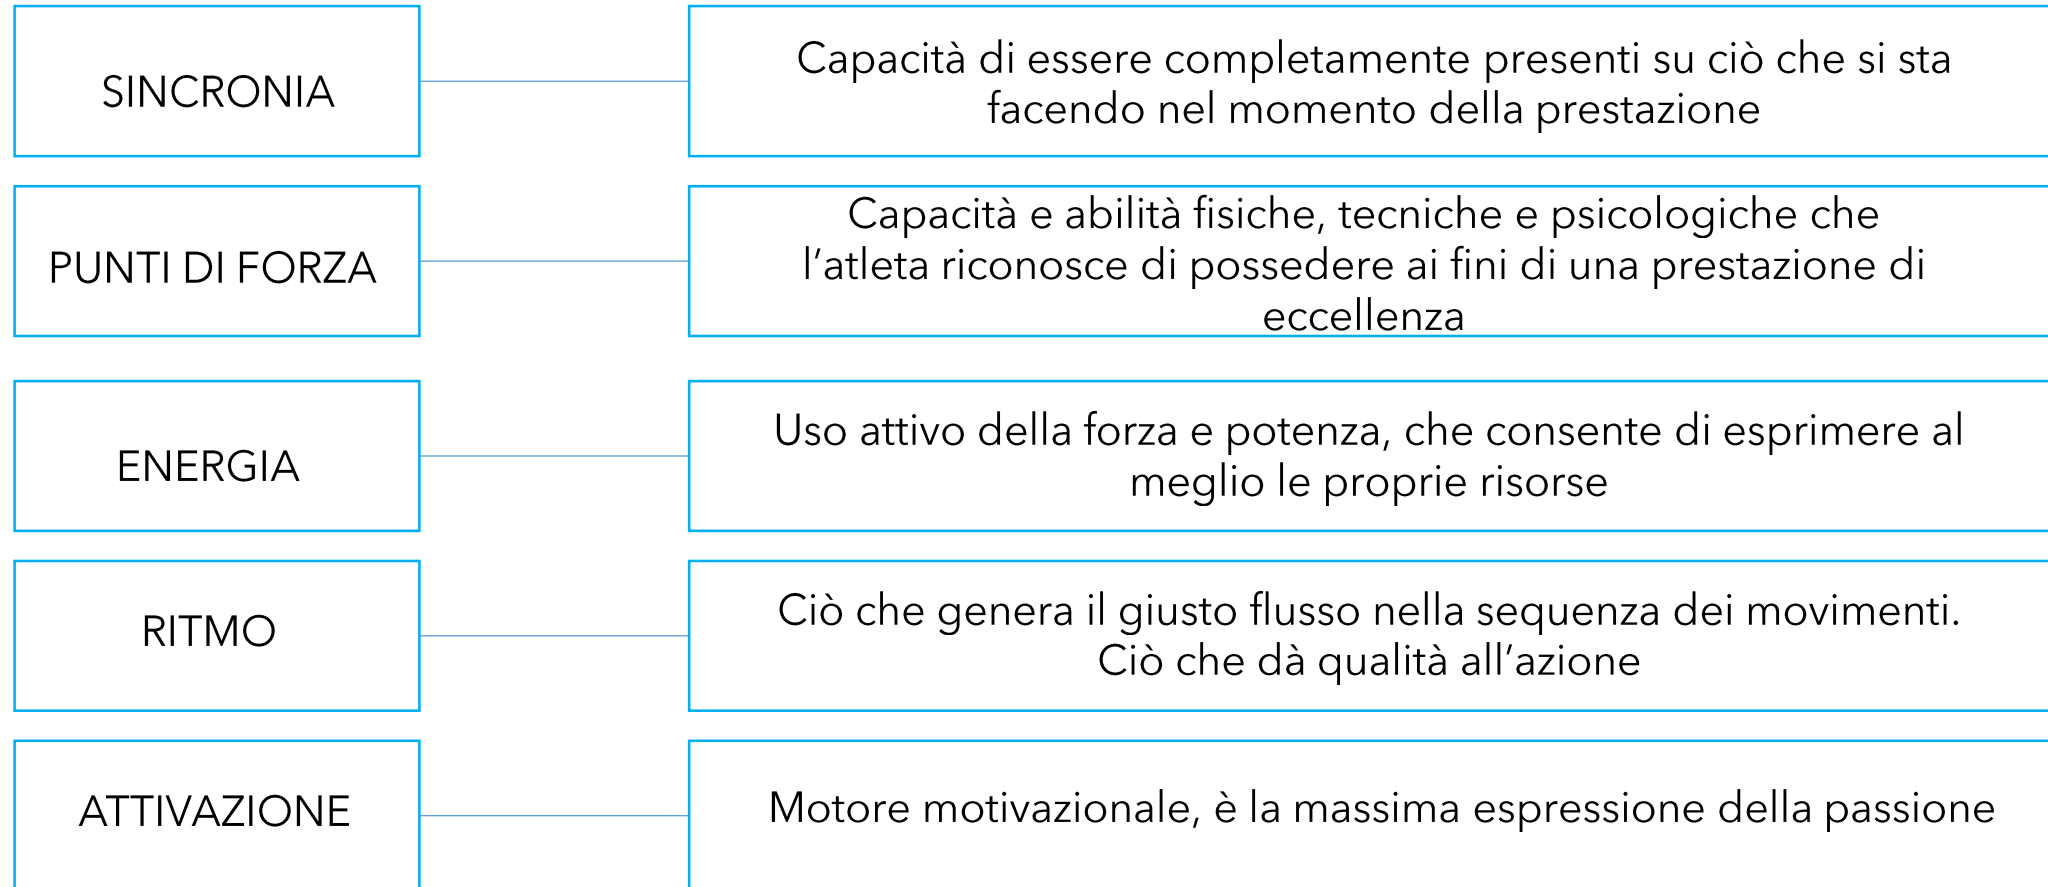 SINCRONIA
Capacità di essere completamente presenti su ciò che si sta
facendo nel momento della prestazione
PUNTI DI FORZA
Capacità e abilità fisiche, tecniche e psicologiche che
l’atleta riconosce di possedere ai fini di una prestazione di
eccellenza
ENERGIA
Uso attivo della forza e potenza, che consente di esprimere al
meglio le proprie risorse
RITMO
Ciò che genera il giusto flusso nella sequenza dei movimenti.
Ciò che dà qualità all’azione
ATTIVAZIONE
Motore motivazionale, è la massima espressione della passione